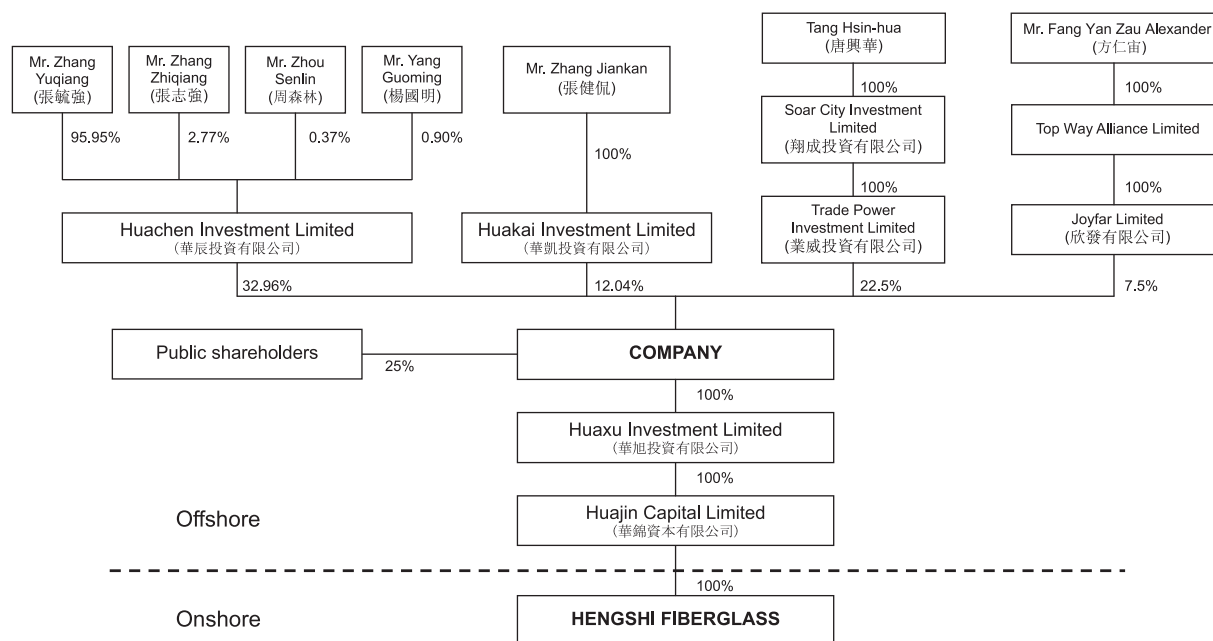 Tang Hsin-hua
(唐興華)
Mr. Fang Yan Zau Alexander
(方仁宙)
Mr. Zhang
Yuqiang
(張毓強)
Mr. Zhang
Zhiqiang
(張志強)
Mr. Zhou
Senlin
(周森林)
Mr. Yang
Guoming
(楊國明)
Mr. Zhang Jiankan
(張健侃)
100%
100%
Soar City Investment
Limited
(翔成投資有限公司)
Top Way Alliance Limited
95.95%
2.77%
0.37%
0.90%
100%
100%
100%
Huachen Investment Limited
(華辰投資有限公司)
Huakai Investment Limited
(華凱投資有限公司)
Trade Power
Investment Limited
(業威投資有限公司)
Joyfar Limited
(欣發有限公司)
32.96%
12.04%
22.5%
7.5%
Public shareholders
25%
COMPANY
100%
Huaxu Investment Limited
(華旭投資有限公司)
100%
Offshore
Huajin Capital Limited
(華錦資本有限公司)
100%
Onshore
HENGSHI FIBERGLASS